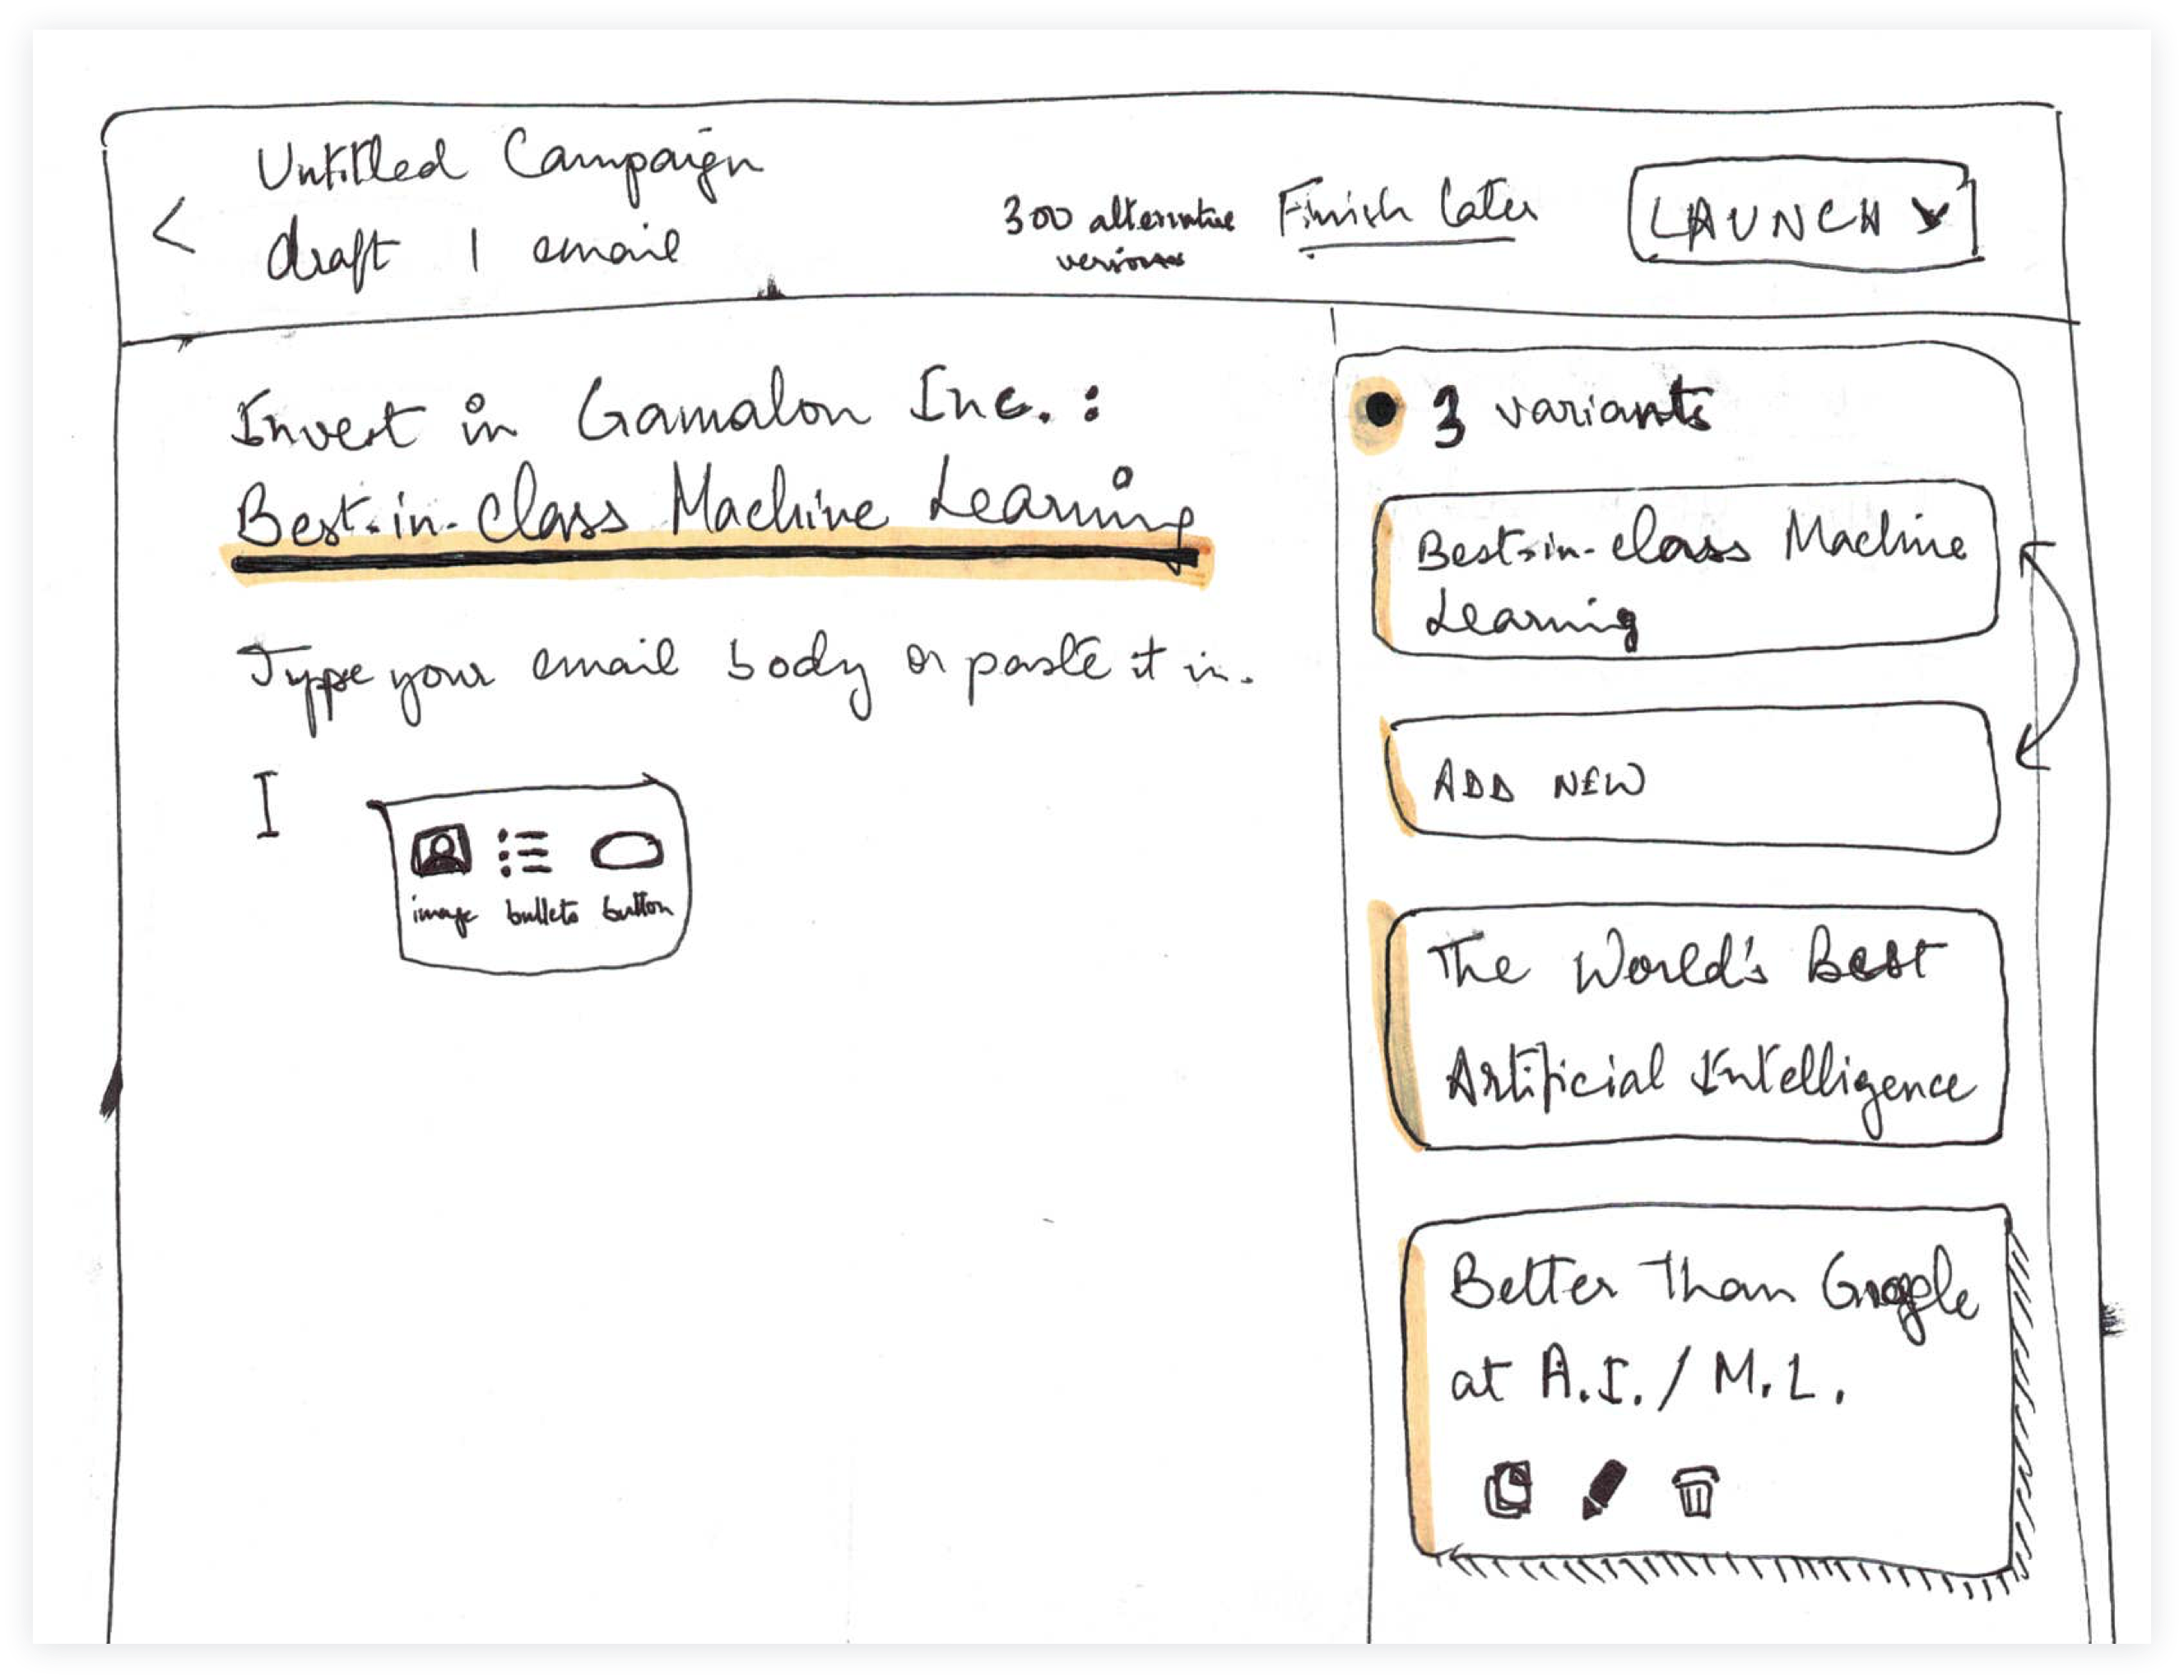 Untitled Campaign
draft | email
<
300 alternative
versions
Finish later
LAUNCH
Invest in Gamalon Inc. :
Best-in-class Machine Learning
Type your email body or paste it in.
image bullets button
3 variants
Best-in-class Machine
Learning
ADD NEW
The World's Best
Artificial Intelligence
Better Than Google
at A.I. / M.L.